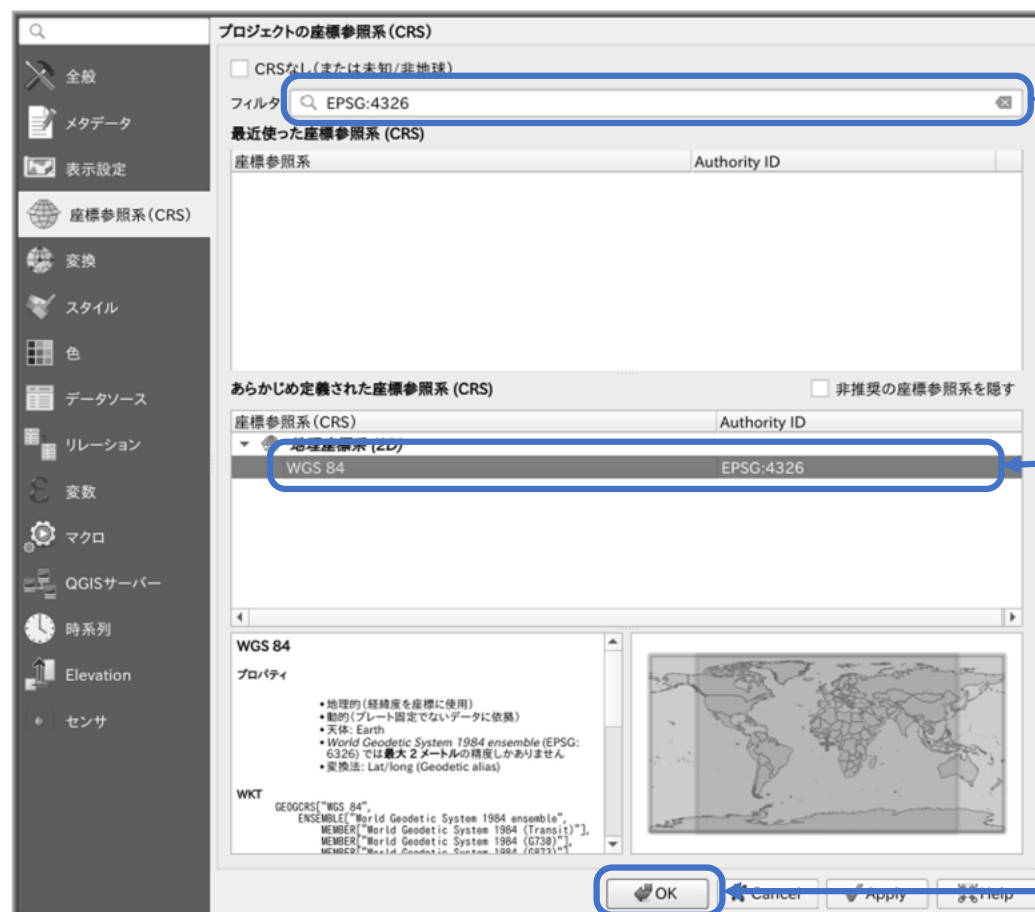 プロジェクトの座標参照系(CRS)
全般
メタデータ
表示設定
座標参照系(CRS)
変換
スタイル
色
データソース
リレーション
変数
マクロ
QGISサーバー
時系列
Elevation
センサ
CRSなし(または未知/非地球)
フィルタ EPSG:4326
最近使った座標参照系 (CRS)
座標参照系 Authority ID
あらかじめ定義された座標参照系 (CRS) 非推奨の座標参照系を隠す
座標参照系(CRS) Authority ID
地理座標系 (2D)
WGS 84 EPSG:4326
WGS 84
プロパティ
•地理的(経緯度を座標に使用)
•動的(プレート固定でないデータに依拠)
•天体: Earth
•World Geodetic System 1984 ensemble (EPSG:
6326) では最大 2 メートルの精度しかありません
•変換法: Lat/long (Geodetic alias)
WKT
GEOGCRS["WGS 84",
ENSEMBLE["World Geodetic System 1984 ensemble",
MEMBER["World Geodetic System 1984 (Transit)"],
MEMBER["World Geodetic System 1984 (G730)"],
MEMBER["World Geodetic System 1984 (G873)"],
OK Cancel Apply Help